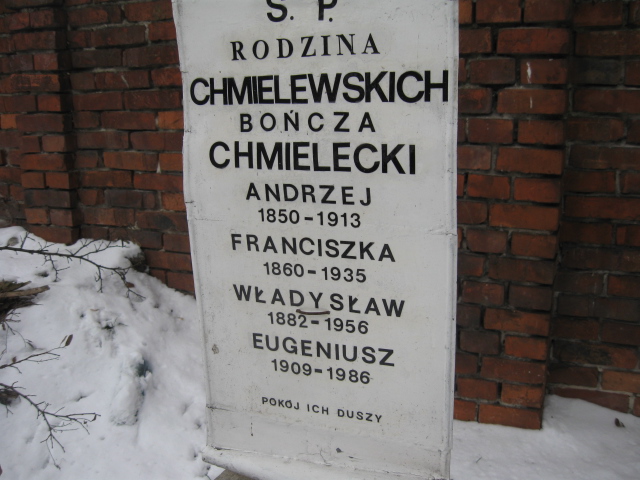 Ś. P.
RODZINA
CHMIELEWSKICH
BOŃCZA
CHMIELECKI
ANDRZEJ
1850-1913
FRANCISZKA
1860-1935
WŁADYSŁAW
1882-1956
EUGENIUSZ
1909-1986
POKÓJ ICH DUSZY